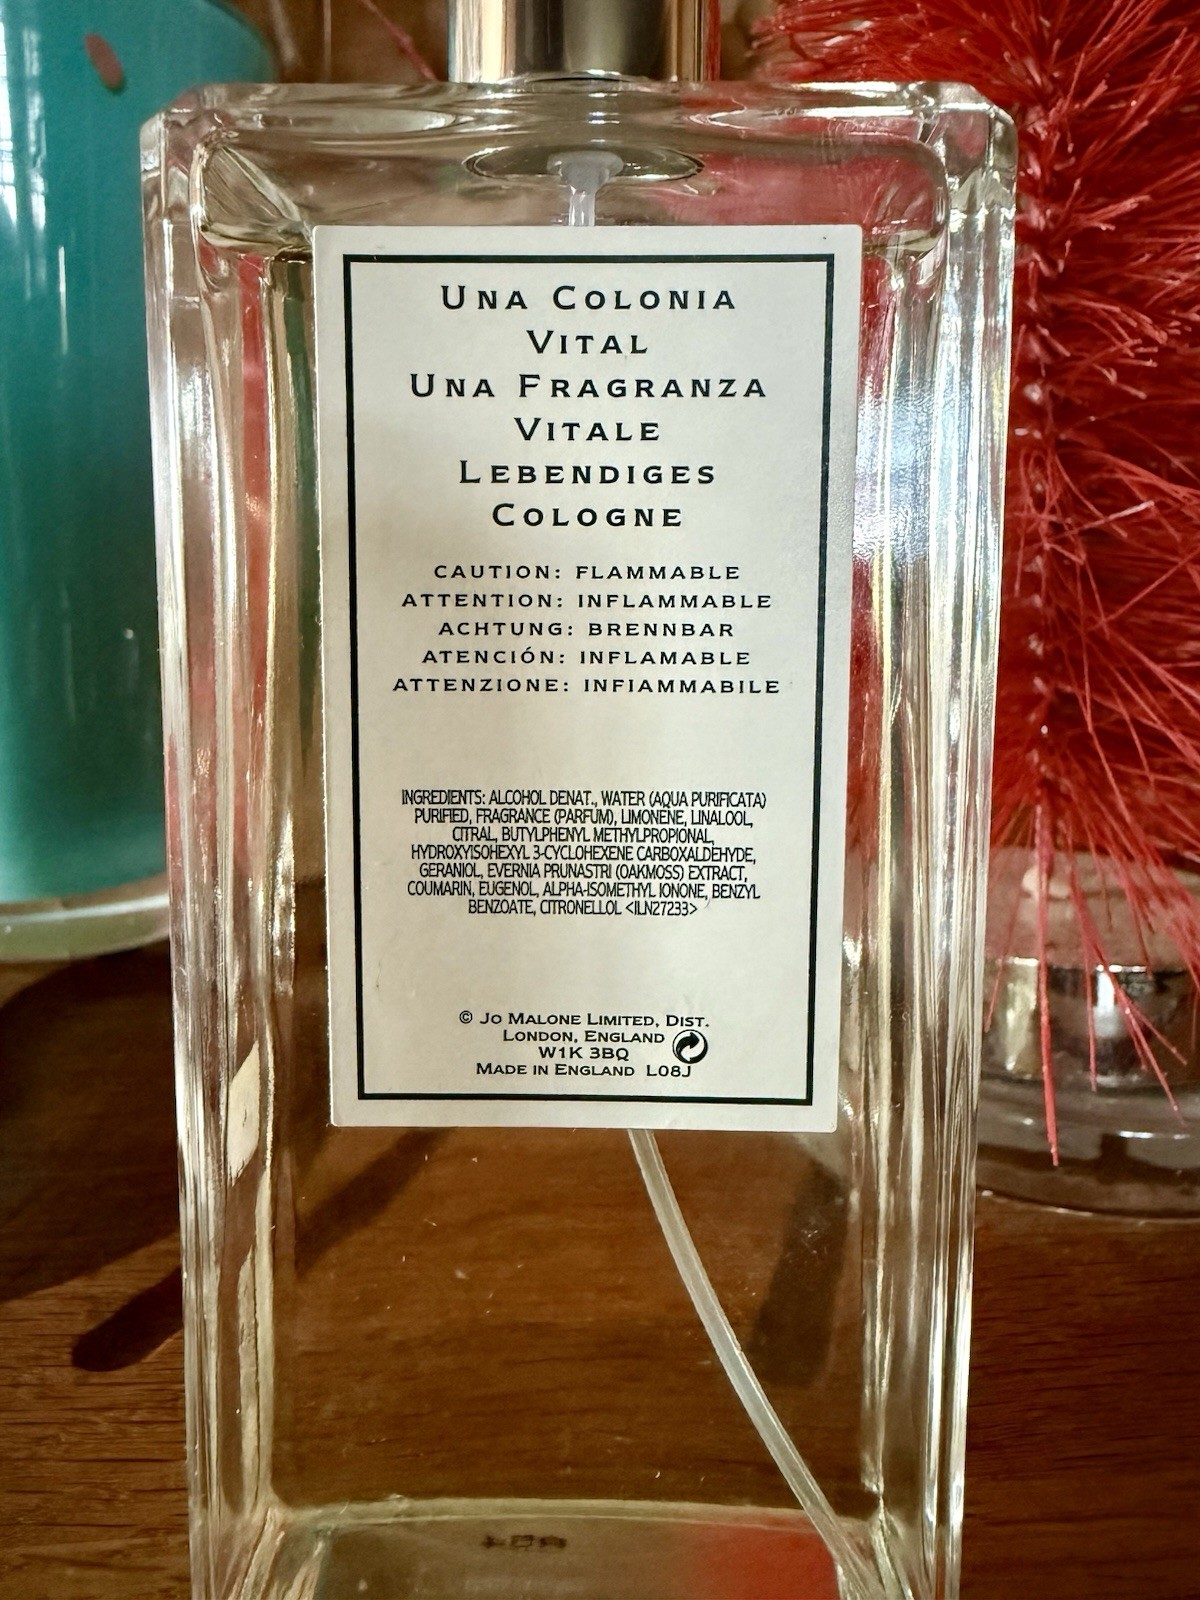 Una Colonia
Vital
Una Fragranza
Vitale
Lebendiges
Cologne
CAUTION: FLAMMABLE
ATTENTION: INFLAMMABLE
ACHTUNG: BRENNBAR
ATENCIÓN: INFLAMABLE
ATTENZIONE: INFIAMMABILE
INGREDIENTS: ALCOHOL DENAT., WATER (AQUA PURIFICATA)
PURIFIED, FRAGRANCE (PARFUM), LIMONENE, LINALOOL,
CITRAL, BUTYLPHENYL METHYLPROPIONAL,
HYDROXYISOHEXYL 3-CYCLOHEXENE CARBOXALDEHYDE,
GERANIOL, EVERNIA PRUNASTRI (OAKMOSS) EXTRACT,
COUMARIN, EUGENOL, ALPHA-ISOMETHYL IONONE, BENZYL
BENZOATE, CITRONELLOL <ILN27233>
© Jo Malone Limited, Dist.
London, England
W1K 3BQ
Made in England L08J